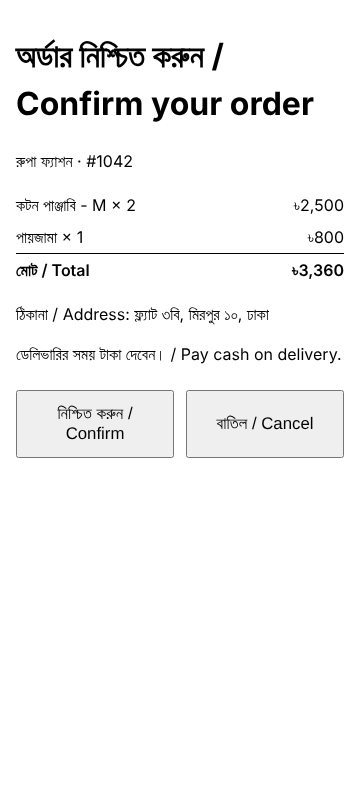 অর্ডার নিশ্চিত করুন /
Confirm your order
রুপা ফ্যাশন · #1042
কটন পাঞ্জাবি - M × 2 ৳2,500
পায়জামা × 1 ৳800
মোট / Total ৳3,360
ঠিকানা / Address: ফ্ল্যাট ৩বি, মিরপুর ১০, ঢাকা
ডেলিভারির সময় টাকা দেবেন। / Pay cash on delivery.
নিশ্চিত করুন /
Confirm
বাতিল / Cancel